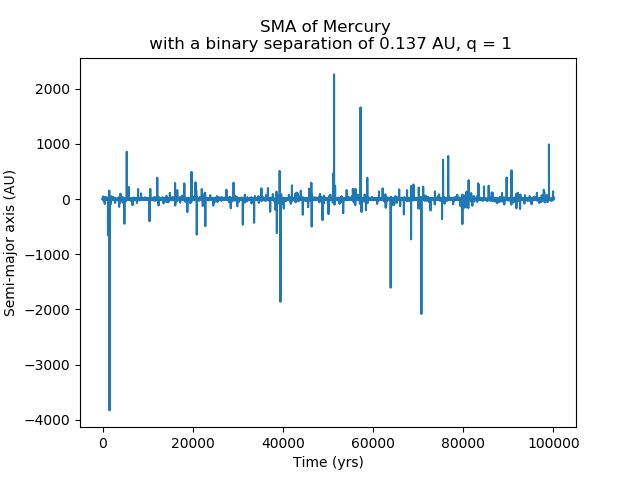 SMA of Mercury
with a binary separation of 0.137 AU, q = 1
Semi-major axis (AU)
2000
1000
0
−1000
−2000
−3000
−4000
0 20000 40000 60000 80000 100000
Time (yrs)